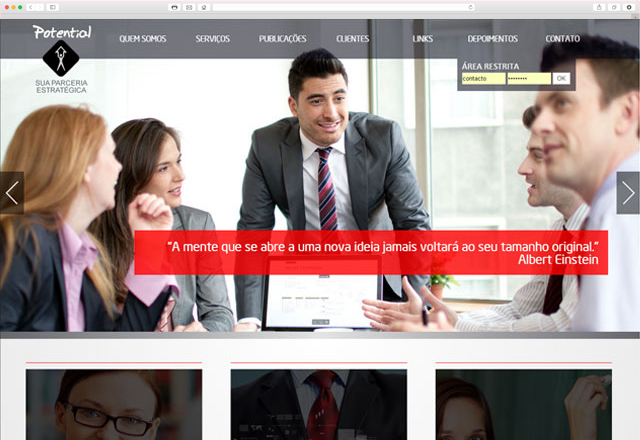 Potential
SUA PARCERIA
ESTRATÉGICA
QUEM SOMOS
SERVIÇOS
PUBLICAÇÕES
CLIENTES
LINKS
DEPOIMENTOS
CONTATO
ÁREA RESTRITA
contacto
OK
"A mente que se abre a uma nova ideia jamais voltará ao seu tamanho original."
Albert Einstein